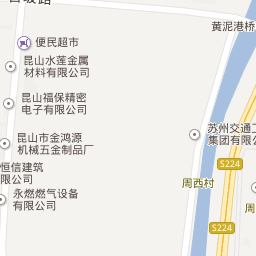 黄泥港桥
便民超市
昆山水莲金属
材料有限公司
昆山福保精密
电子有限公司
苏州交通工
集团有限公
昆山市金鸿源
机械五金制品厂
S224
恒信建筑
限公司
周西村
永燃燃气设备
有限公司
周
S224